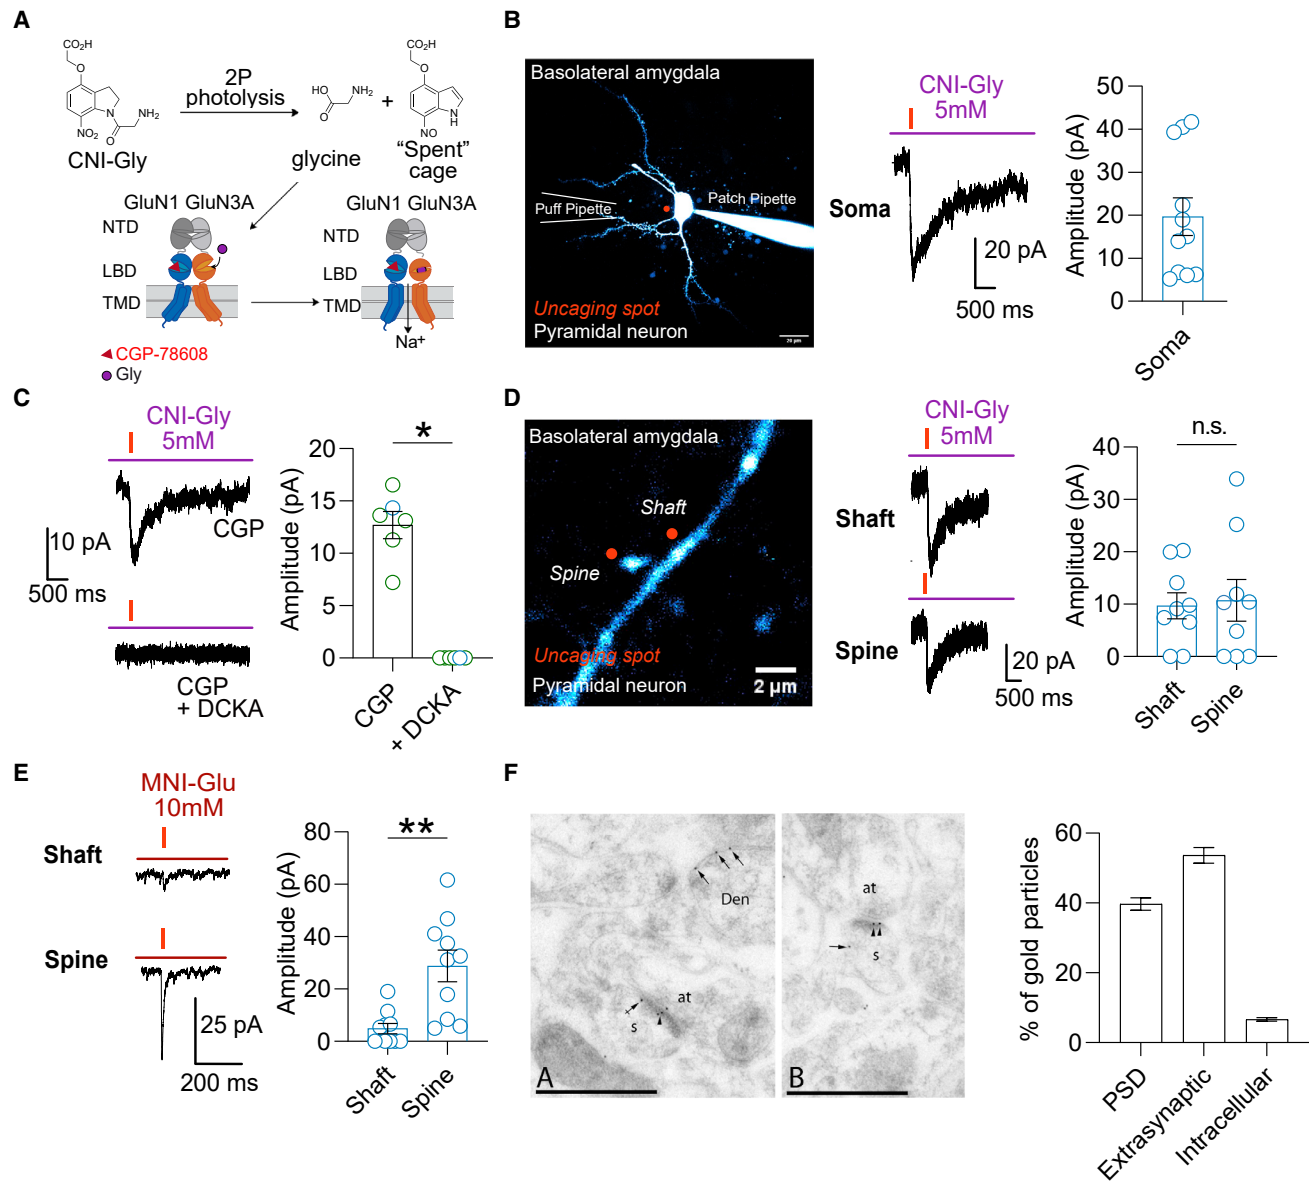 A
CO₂H
O
N
NO₂
O
NH₂
CNI-Gly
2P
photolysis
HO
NH₂
O
glycine
+
CO₂H
O
N
H
NO
“Spent”
cage
GluN1 GluN3A
NTD
LBD
TMD
GluN1 GluN3A
NTD
LBD
TMD
Na⁺
CGP-78608
Gly
B
Basolateral amygdala
Puff Pipette
Patch Pipette
Uncaging spot
Pyramidal neuron
20 µm
CNI-Gly
5mM
Soma
20 pA
500 ms
Amplitude (pA)
50
40
30
20
10
0
Soma
C
CNI-Gly
5mM
CGP
10 pA
500 ms
CGP
+ DCKA
Amplitude (pA)
20
15
10
5
0
*
CGP
+ DCKA
D
Basolateral amygdala
Shaft
Spine
Uncaging spot
Pyramidal neuron
2 µm
CNI-Gly
5mM
Shaft
Spine
20 pA
500 ms
Amplitude (pA)
40
30
20
10
0
n.s.
Shaft
Spine
E
MNI-Glu
10mM
Shaft
Spine
25 pA
200 ms
Amplitude (pA)
80
60
40
20
0
**
Shaft
Spine
F
Den
at
s
A
at
s
B
% of gold particles
60
40
20
0
PSD
Extrasynaptic
Intracellular